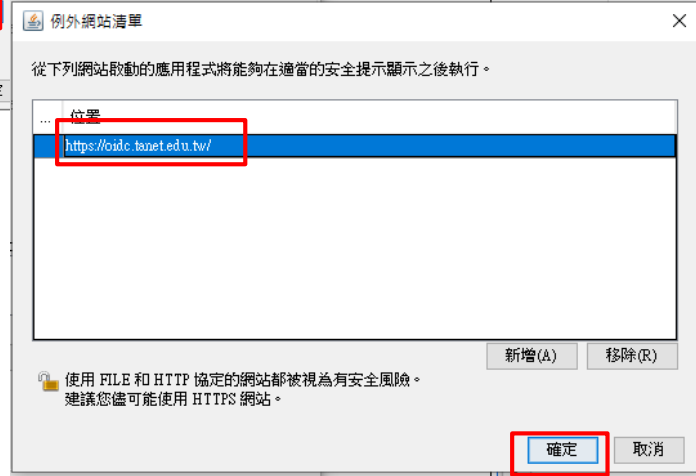 例外網站清單
從下列網站啟動的應用程式將能夠在適當的安全提示顯示之後執行。
... 位置
https://oidc.tanet.edu.tw/
新增(A) 移除(R)
使用 FILE 和 HTTP 協定的網站都被視為有安全風險。
建議您儘可能使用 HTTPS 網站。
確定 取消